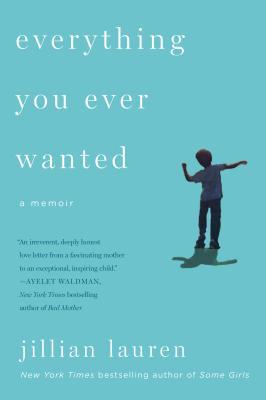 everything
you ever
wanted
a memoir
"An irreverent, deeply honest
love letter from a fascinating mother
to an exceptional, inspiring child."
—AYELET WALDMAN,
New York Times bestselling
author of Bad Mother
jillian lauren
New York Times bestselling author of Some Girls